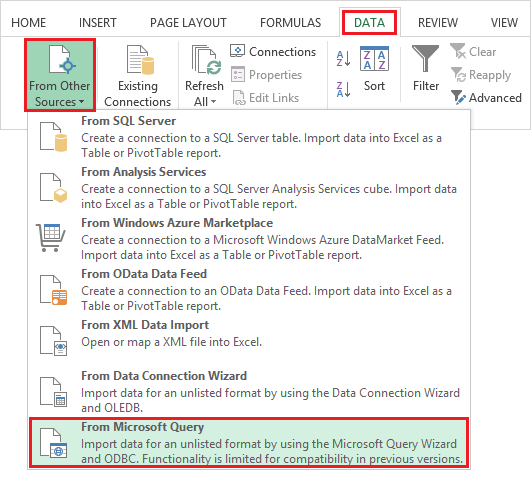 HOME INSERT PAGE LAYOUT FORMULAS DATA REVIEW VIEW
From Other
Sources
Existing
Connections
Refresh
All
Connections
Properties
Edit Links
A Z
Z A
Z A
A Z
Sort
Filter
Clear
Reapply
Advanced
From SQL Server
Create a connection to a SQL Server table. Import data into Excel as a
Table or PivotTable report.
From Analysis Services
Create a connection to a SQL Server Analysis Services cube. Import data
into Excel as a Table or PivotTable report.
From Windows Azure Marketplace
Create a connection to a Microsoft Windows Azure DataMarket Feed.
Import data into Excel as a Table or PivotTable report.
From OData Data Feed
Create a connection to an OData Data Feed. Import data into Excel as a
Table or PivotTable report.
From XML Data Import
Open or map a XML file into Excel.
From Data Connection Wizard
Import data for an unlisted format by using the Data Connection Wizard
and OLEDB.
From Microsoft Query
Import data for an unlisted format by using the Microsoft Query Wizard
and ODBC. Functionality is limited for compatibility in previous versions.